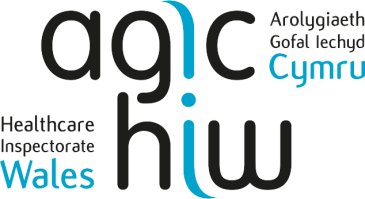 agic
Arolygiaeth
Gofal Iechyd
Cymru
Healthcare
Inspectorate
Wales
hiw